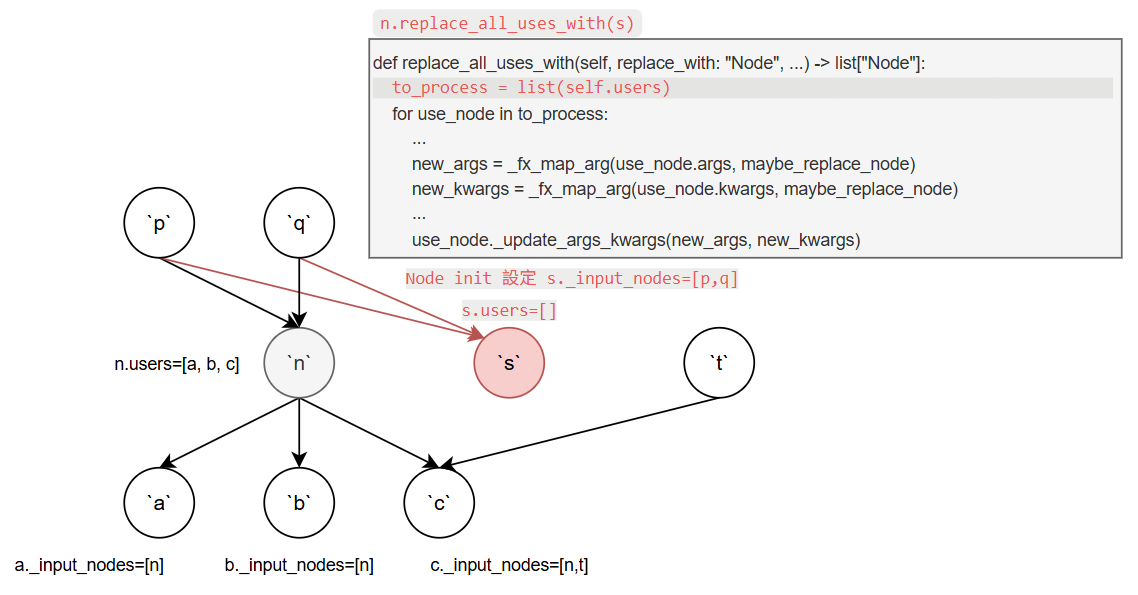 n.replace_all_uses_with(s)
def replace_all_uses_with(self, replace_with: "Node", ...) -> list["Node"]:
to_process = list(self.users)
for use_node in to_process:
...
new_args = _fx_map_arg(use_node.args, maybe_replace_node)
new_kwargs = _fx_map_arg(use_node.kwargs, maybe_replace_node)
...
use_node._update_args_kwargs(new_args, new_kwargs)
`p`
`q`
Node init 設定 s._input_nodes=[p,q]
s.users=[]
n.users=[a, b, c]
`n`
`s`
`t`
`a`
`b`
`c`
a._input_nodes=[n]
b._input_nodes=[n]
c._input_nodes=[n,t]